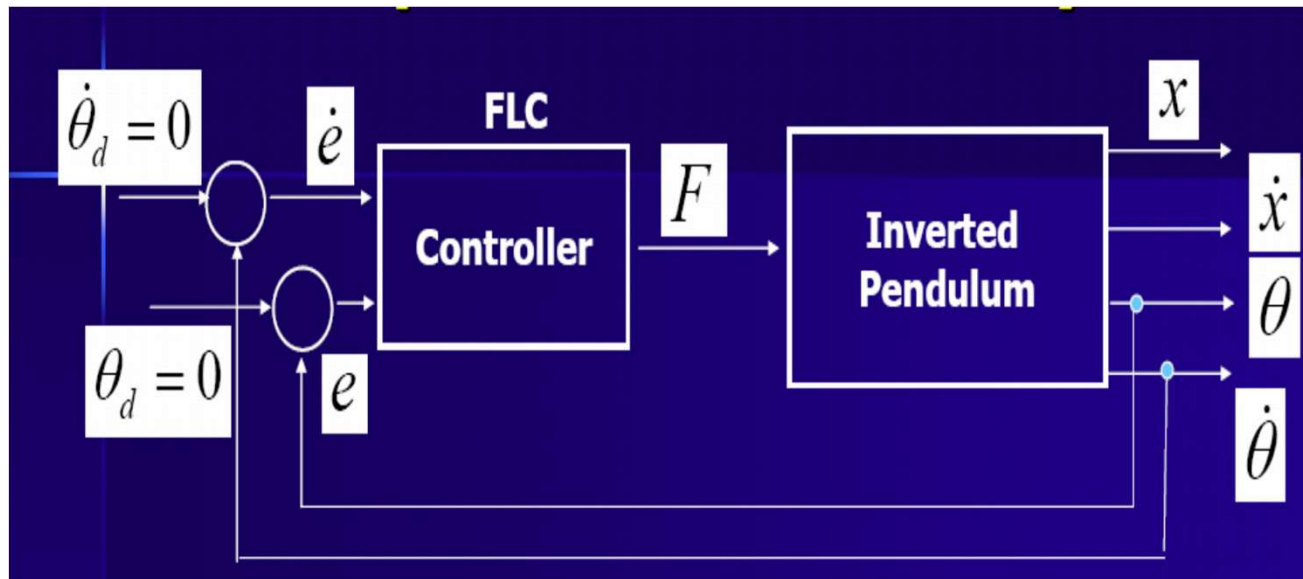 θ̇_d = 0
ė
FLC
x
F
Controller
Inverted
Pendulum
ẋ
θ
θ_d = 0
e
θ̇